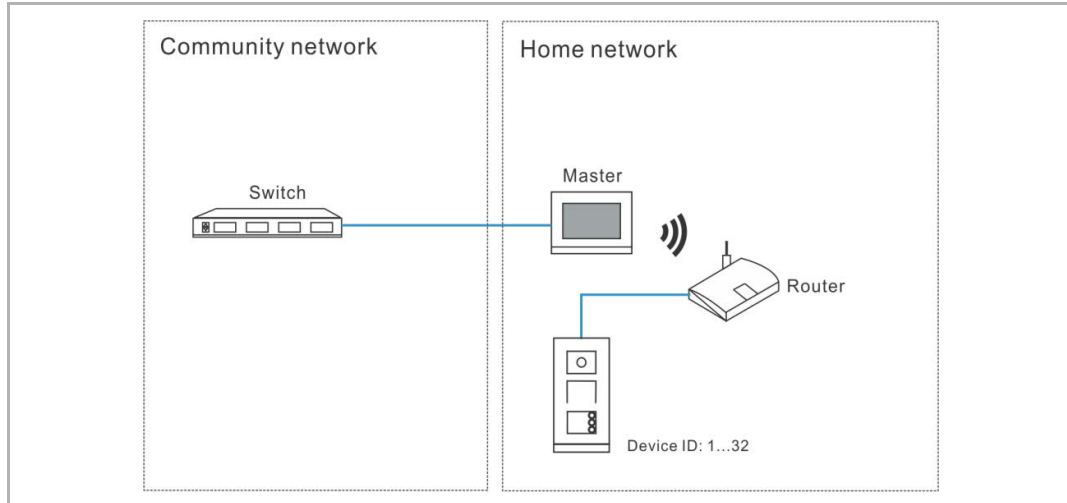 Community network
Home network
Switch
Master
Router
Device ID: 1...32